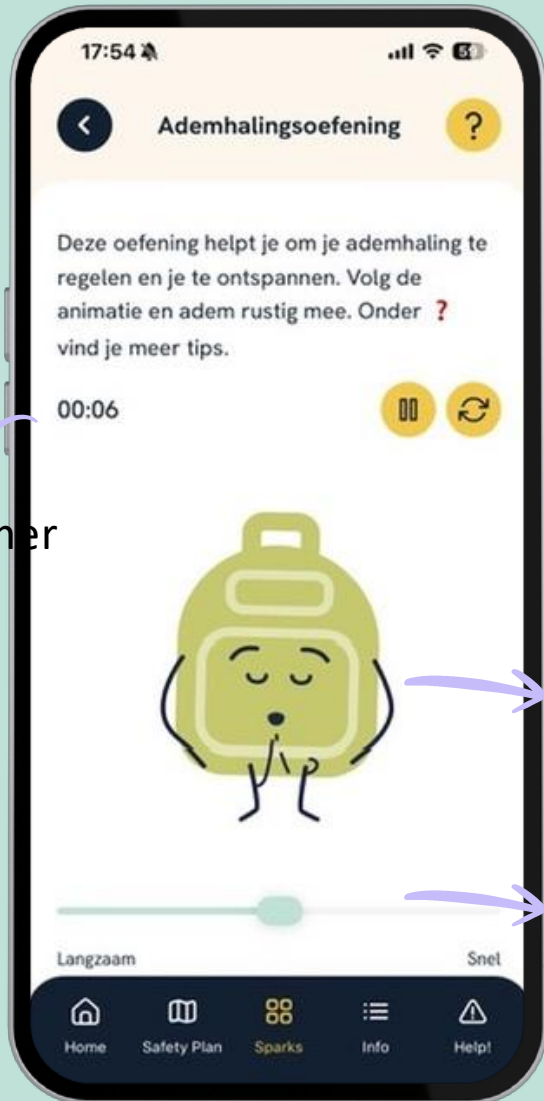 17:54
Ademhalingsoefening
?
Deze oefening helpt je om je ademhaling te
regelen en je te ontspannen. Volg de
animatie en adem rustig mee. Onder ❓
vind je meer tips.
00:06
Langzaam Snel
Home Safety Plan Sparks Info Help!